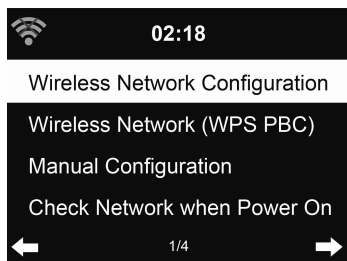 02:18
Wireless Network Configuration
Wireless Network (WPS PBC)
Manual Configuration
Check Network when Power On
1/4